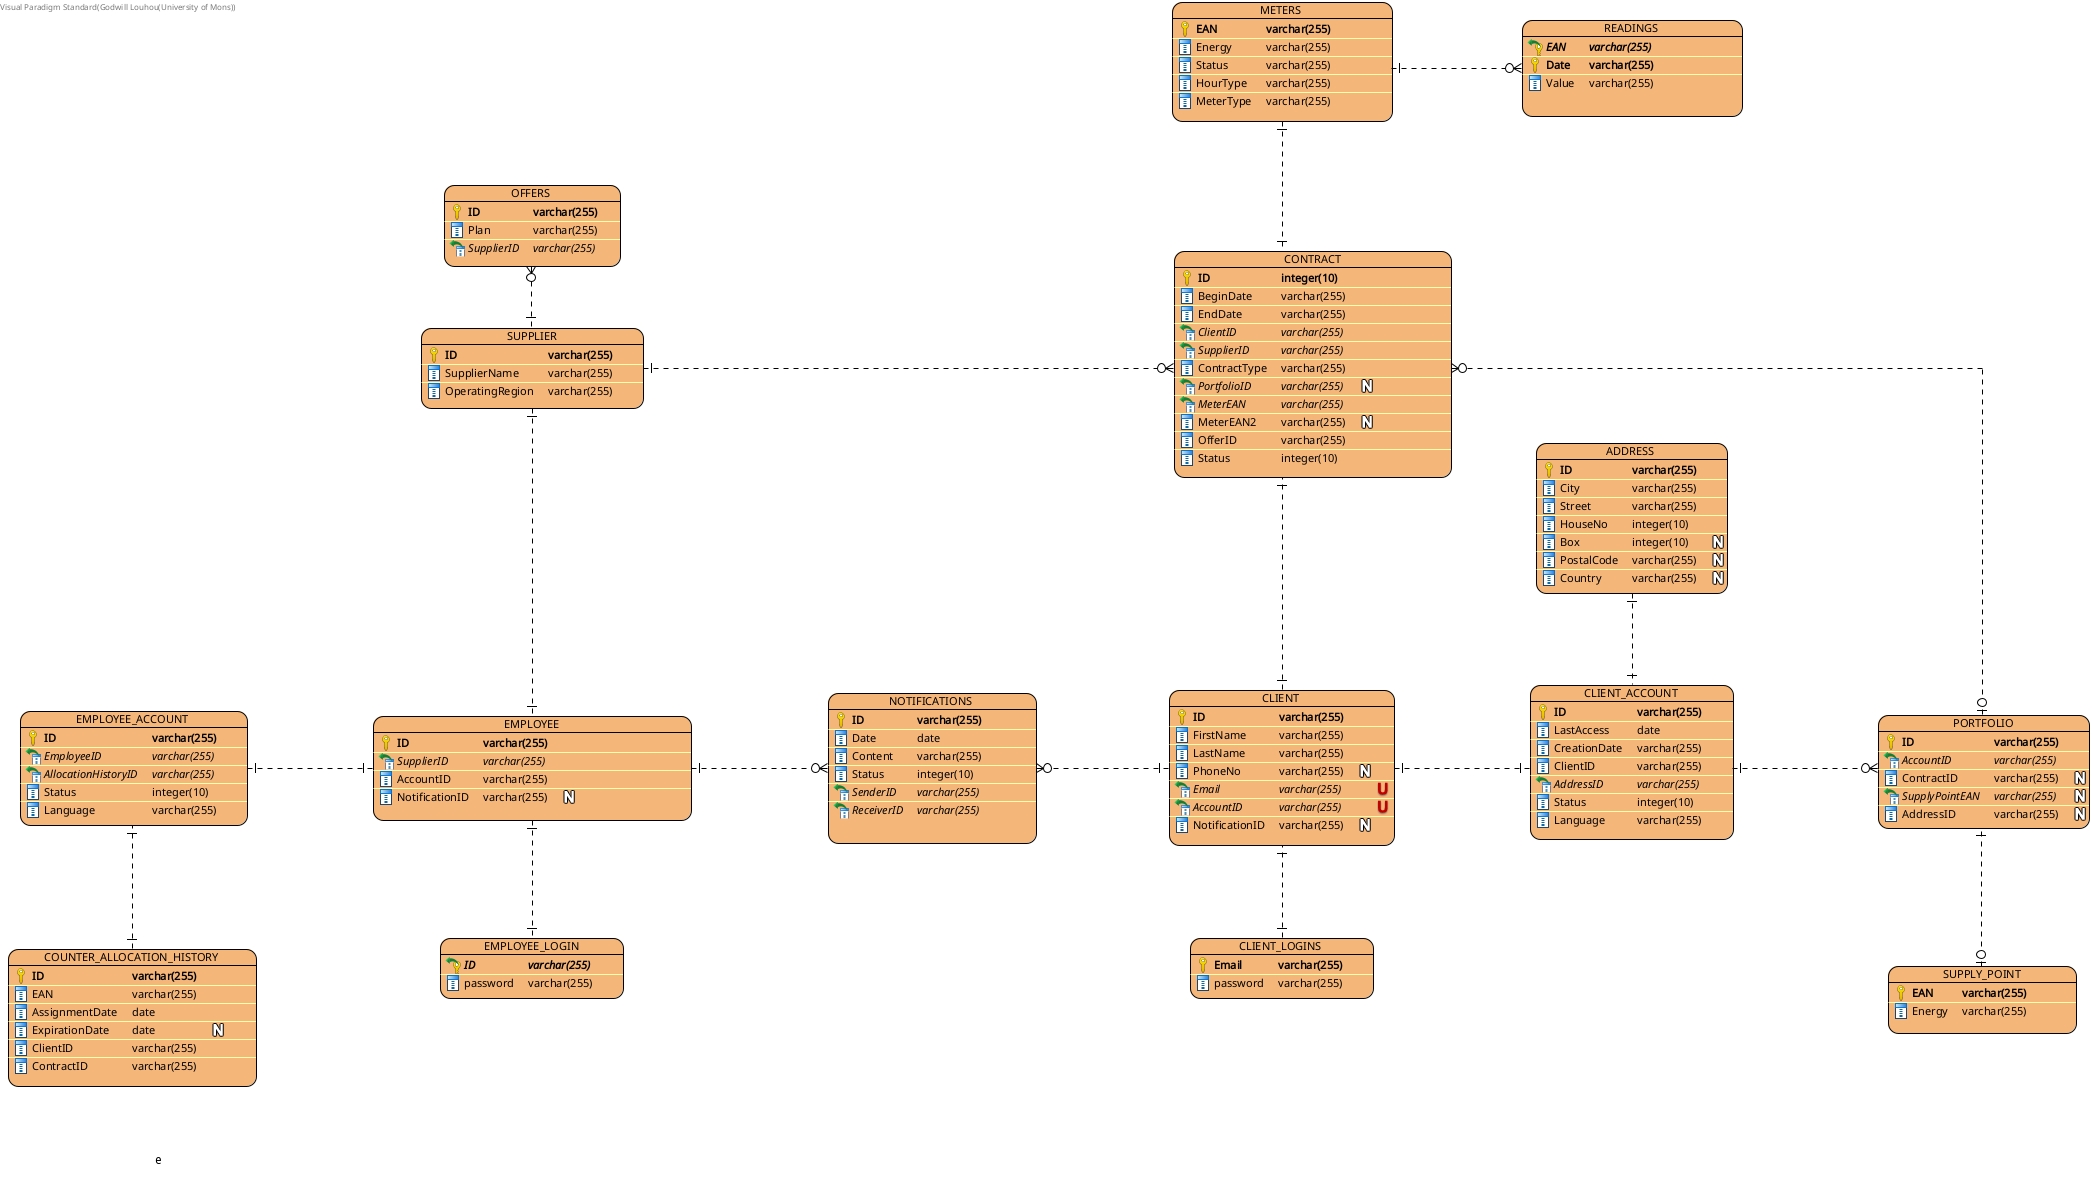 Visual Paradigm Standard(Godwill Louhou(University of Mons))
METERS
EAN varchar(255)
Energy varchar(255)
Status varchar(255)
HourType varchar(255)
MeterType varchar(255)
READINGS
EAN varchar(255)
Date varchar(255)
Value varchar(255)
OFFERS
ID varchar(255)
Plan varchar(255)
SupplierID varchar(255)
SUPPLIER
ID varchar(255)
SupplierName varchar(255)
OperatingRegion varchar(255)
CONTRACT
ID integer(10)
BeginDate varchar(255)
EndDate varchar(255)
ClientID varchar(255)
SupplierID varchar(255)
ContractType varchar(255)
PortfolioID varchar(255) N
MeterEAN varchar(255)
MeterEAN2 varchar(255) N
OfferID varchar(255)
Status integer(10)
ADDRESS
ID varchar(255)
City varchar(255)
Street varchar(255)
HouseNo integer(10)
Box integer(10) N
PostalCode varchar(255) N
Country varchar(255) N
EMPLOYEE_ACCOUNT
ID varchar(255)
EmployeeID varchar(255)
AllocationHistoryID varchar(255)
Status integer(10)
Language varchar(255)
EMPLOYEE
ID varchar(255)
SupplierID varchar(255)
AccountID varchar(255)
NotificationID varchar(255) N
NOTIFICATIONS
ID varchar(255)
Date date
Content varchar(255)
Status integer(10)
SenderID varchar(255)
ReceiverID varchar(255)
CLIENT
ID varchar(255)
FirstName varchar(255)
LastName varchar(255)
PhoneNo varchar(255) N
Email varchar(255) U
AccountID varchar(255) U
NotificationID varchar(255) N
CLIENT_ACCOUNT
ID varchar(255)
LastAccess date
CreationDate varchar(255)
ClientID varchar(255)
AddressID varchar(255)
Status integer(10)
Language varchar(255)
PORTFOLIO
ID varchar(255)
AccountID varchar(255)
ContractID varchar(255) N
SupplyPointEAN varchar(255) N
AddressID varchar(255) N
COUNTER_ALLOCATION_HISTORY
ID varchar(255)
EAN varchar(255)
AssignmentDate date
ExpirationDate date N
ClientID varchar(255)
ContractID varchar(255)
EMPLOYEE_LOGIN
ID varchar(255)
password varchar(255)
CLIENT_LOGINS
Email varchar(255)
password varchar(255)
SUPPLY_POINT
EAN varchar(255)
Energy varchar(255)
e